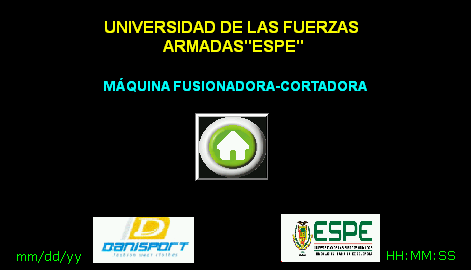 UNIVERSIDAD DE LAS FUERZAS
ARMADAS"ESPE"
MÁQUINA FUSIONADORA-CORTADORA
DANISPORT
ESPE
mm/dd/yy
HH:MM:SS